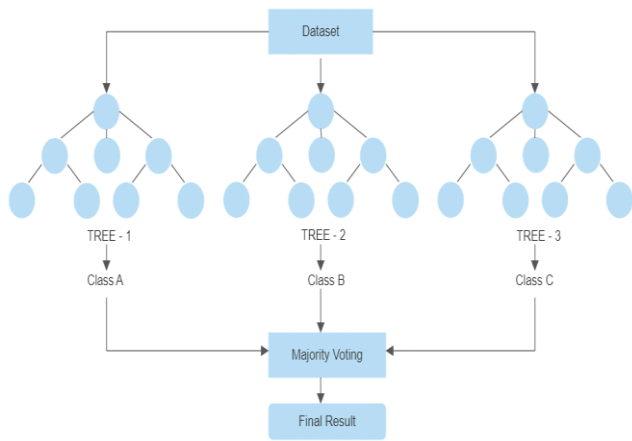 Dataset
TREE - 1
TREE - 2
TREE - 3
Class A
Class B
Class C
Majority Voting
Final Result